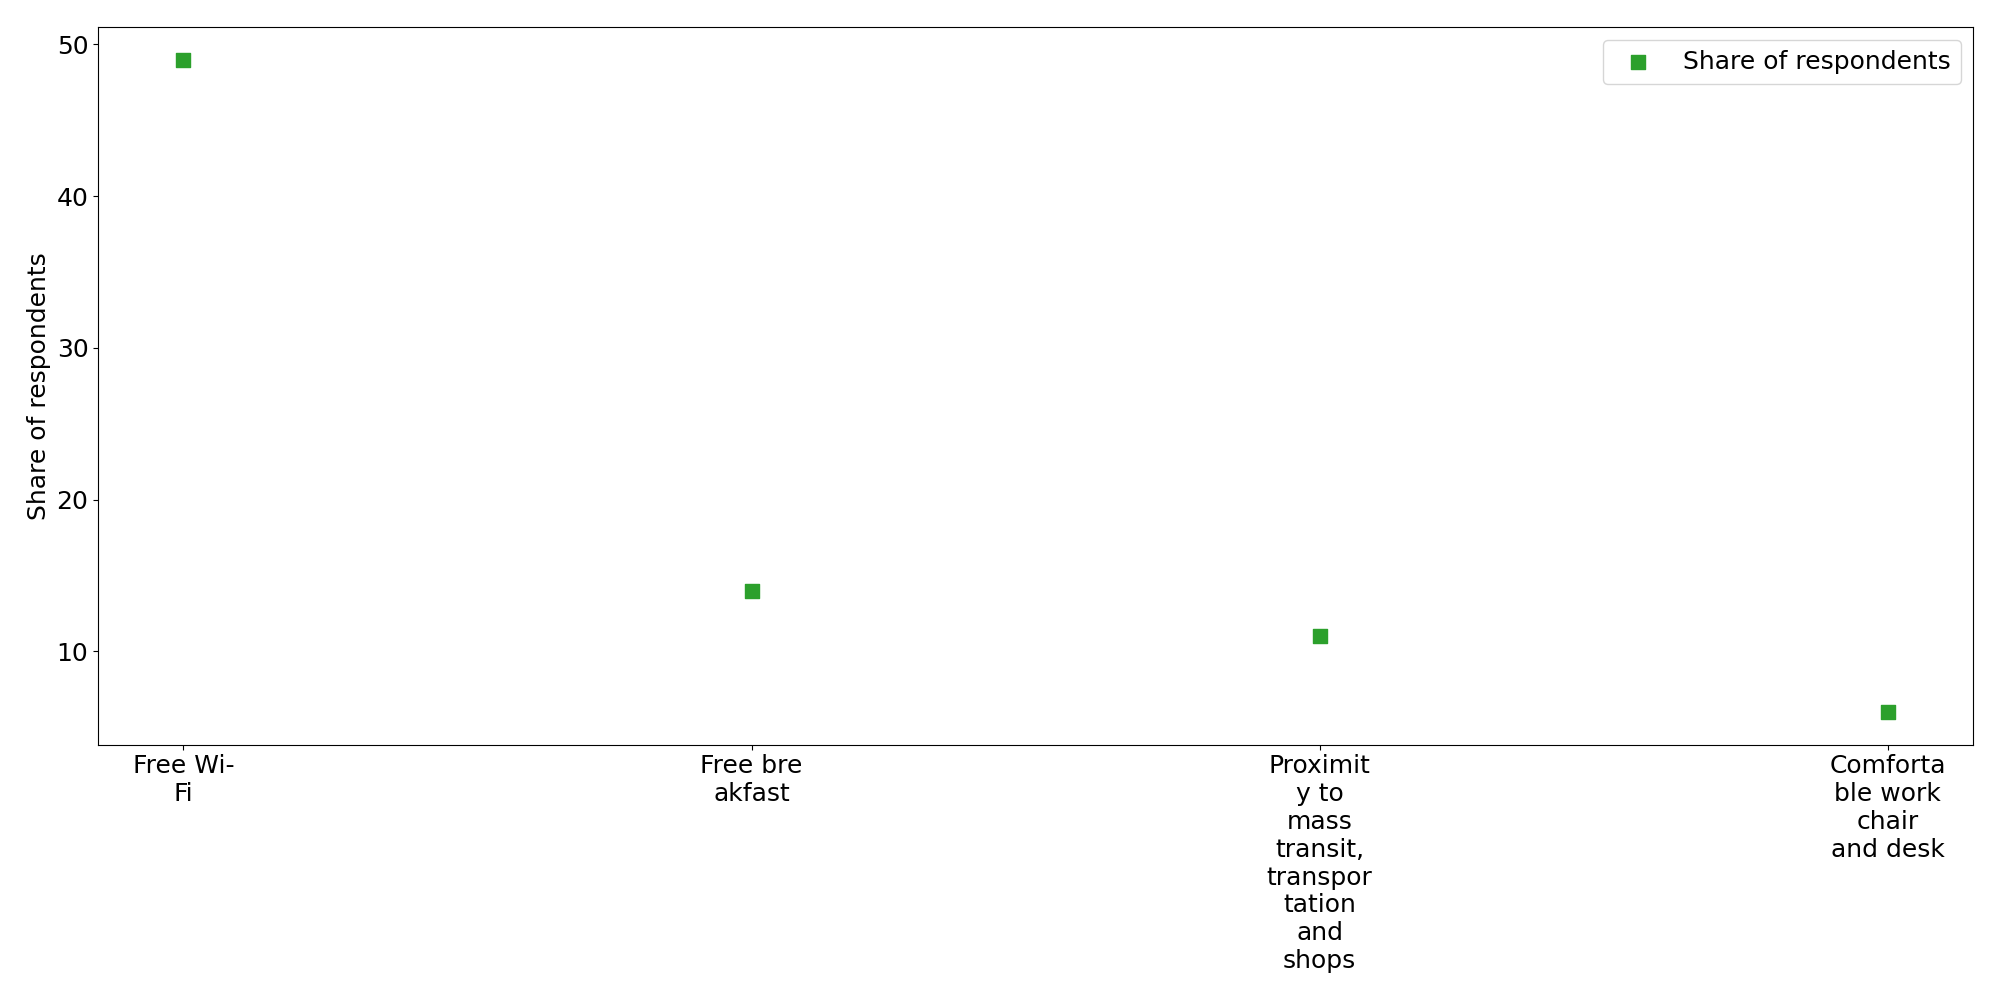 50
40
30
20
10
Share of respondents
Share of respondents
Free Wi-
Fi
Free bre
akfast
Proximit
y to
mass
transit,
transpor
tation
and
shops
Comforta
ble work
chair
and desk